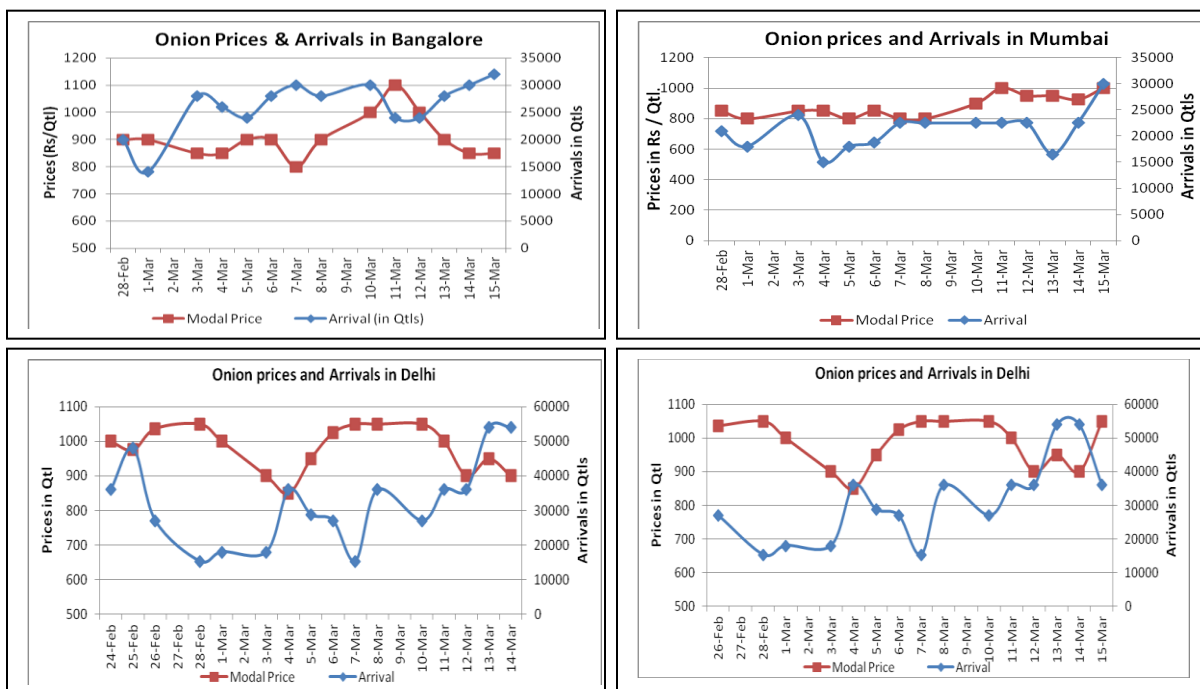 Onion Prices & Arrivals in Bangalore
Prices (Rs/Qtl)
1200
1100
1000
900
800
700
600
500
35000
30000
25000
20000
15000
10000
5000
0
Arrivals in Qtls
28-Feb
1-Mar
2-Mar
3-Mar
4-Mar
5-Mar
6-Mar
7-Mar
8-Mar
9-Mar
10-Mar
11-Mar
12-Mar
13-Mar
14-Mar
15-Mar
Modal Price Arrival (in Qtls)
Onion prices and Arrivals in Mumbai
Prices in Rs / Qtl.
1200
1000
800
600
400
200
0
35000
30000
25000
20000
15000
10000
5000
0
Arrivals in Qtls
28-Feb
1-Mar
2-Mar
3-Mar
4-Mar
5-Mar
6-Mar
7-Mar
8-Mar
9-Mar
10-Mar
11-Mar
12-Mar
13-Mar
14-Mar
15-Mar
Modal Price Arrival
Onion prices and Arrivals in Delhi
Prices in Qtl
1100
1000
900
800
700
600
500
60000
50000
40000
30000
20000
10000
0
Arrivals in Qtls
24-Feb
25-Feb
26-Feb
27-Feb
28-Feb
1-Mar
2-Mar
3-Mar
4-Mar
5-Mar
6-Mar
7-Mar
8-Mar
9-Mar
10-Mar
11-Mar
12-Mar
13-Mar
14-Mar
Modal Price Arrival
Onion prices and Arrivals in Delhi
Prices in Qtl
1100
1000
900
800
700
600
500
60000
50000
40000
30000
20000
10000
0
Arrivals in Qtls
26-Feb
27-Feb
28-Feb
1-Mar
2-Mar
3-Mar
4-Mar
5-Mar
6-Mar
7-Mar
8-Mar
9-Mar
10-Mar
11-Mar
12-Mar
13-Mar
14-Mar
15-Mar
Modal Price Arrival